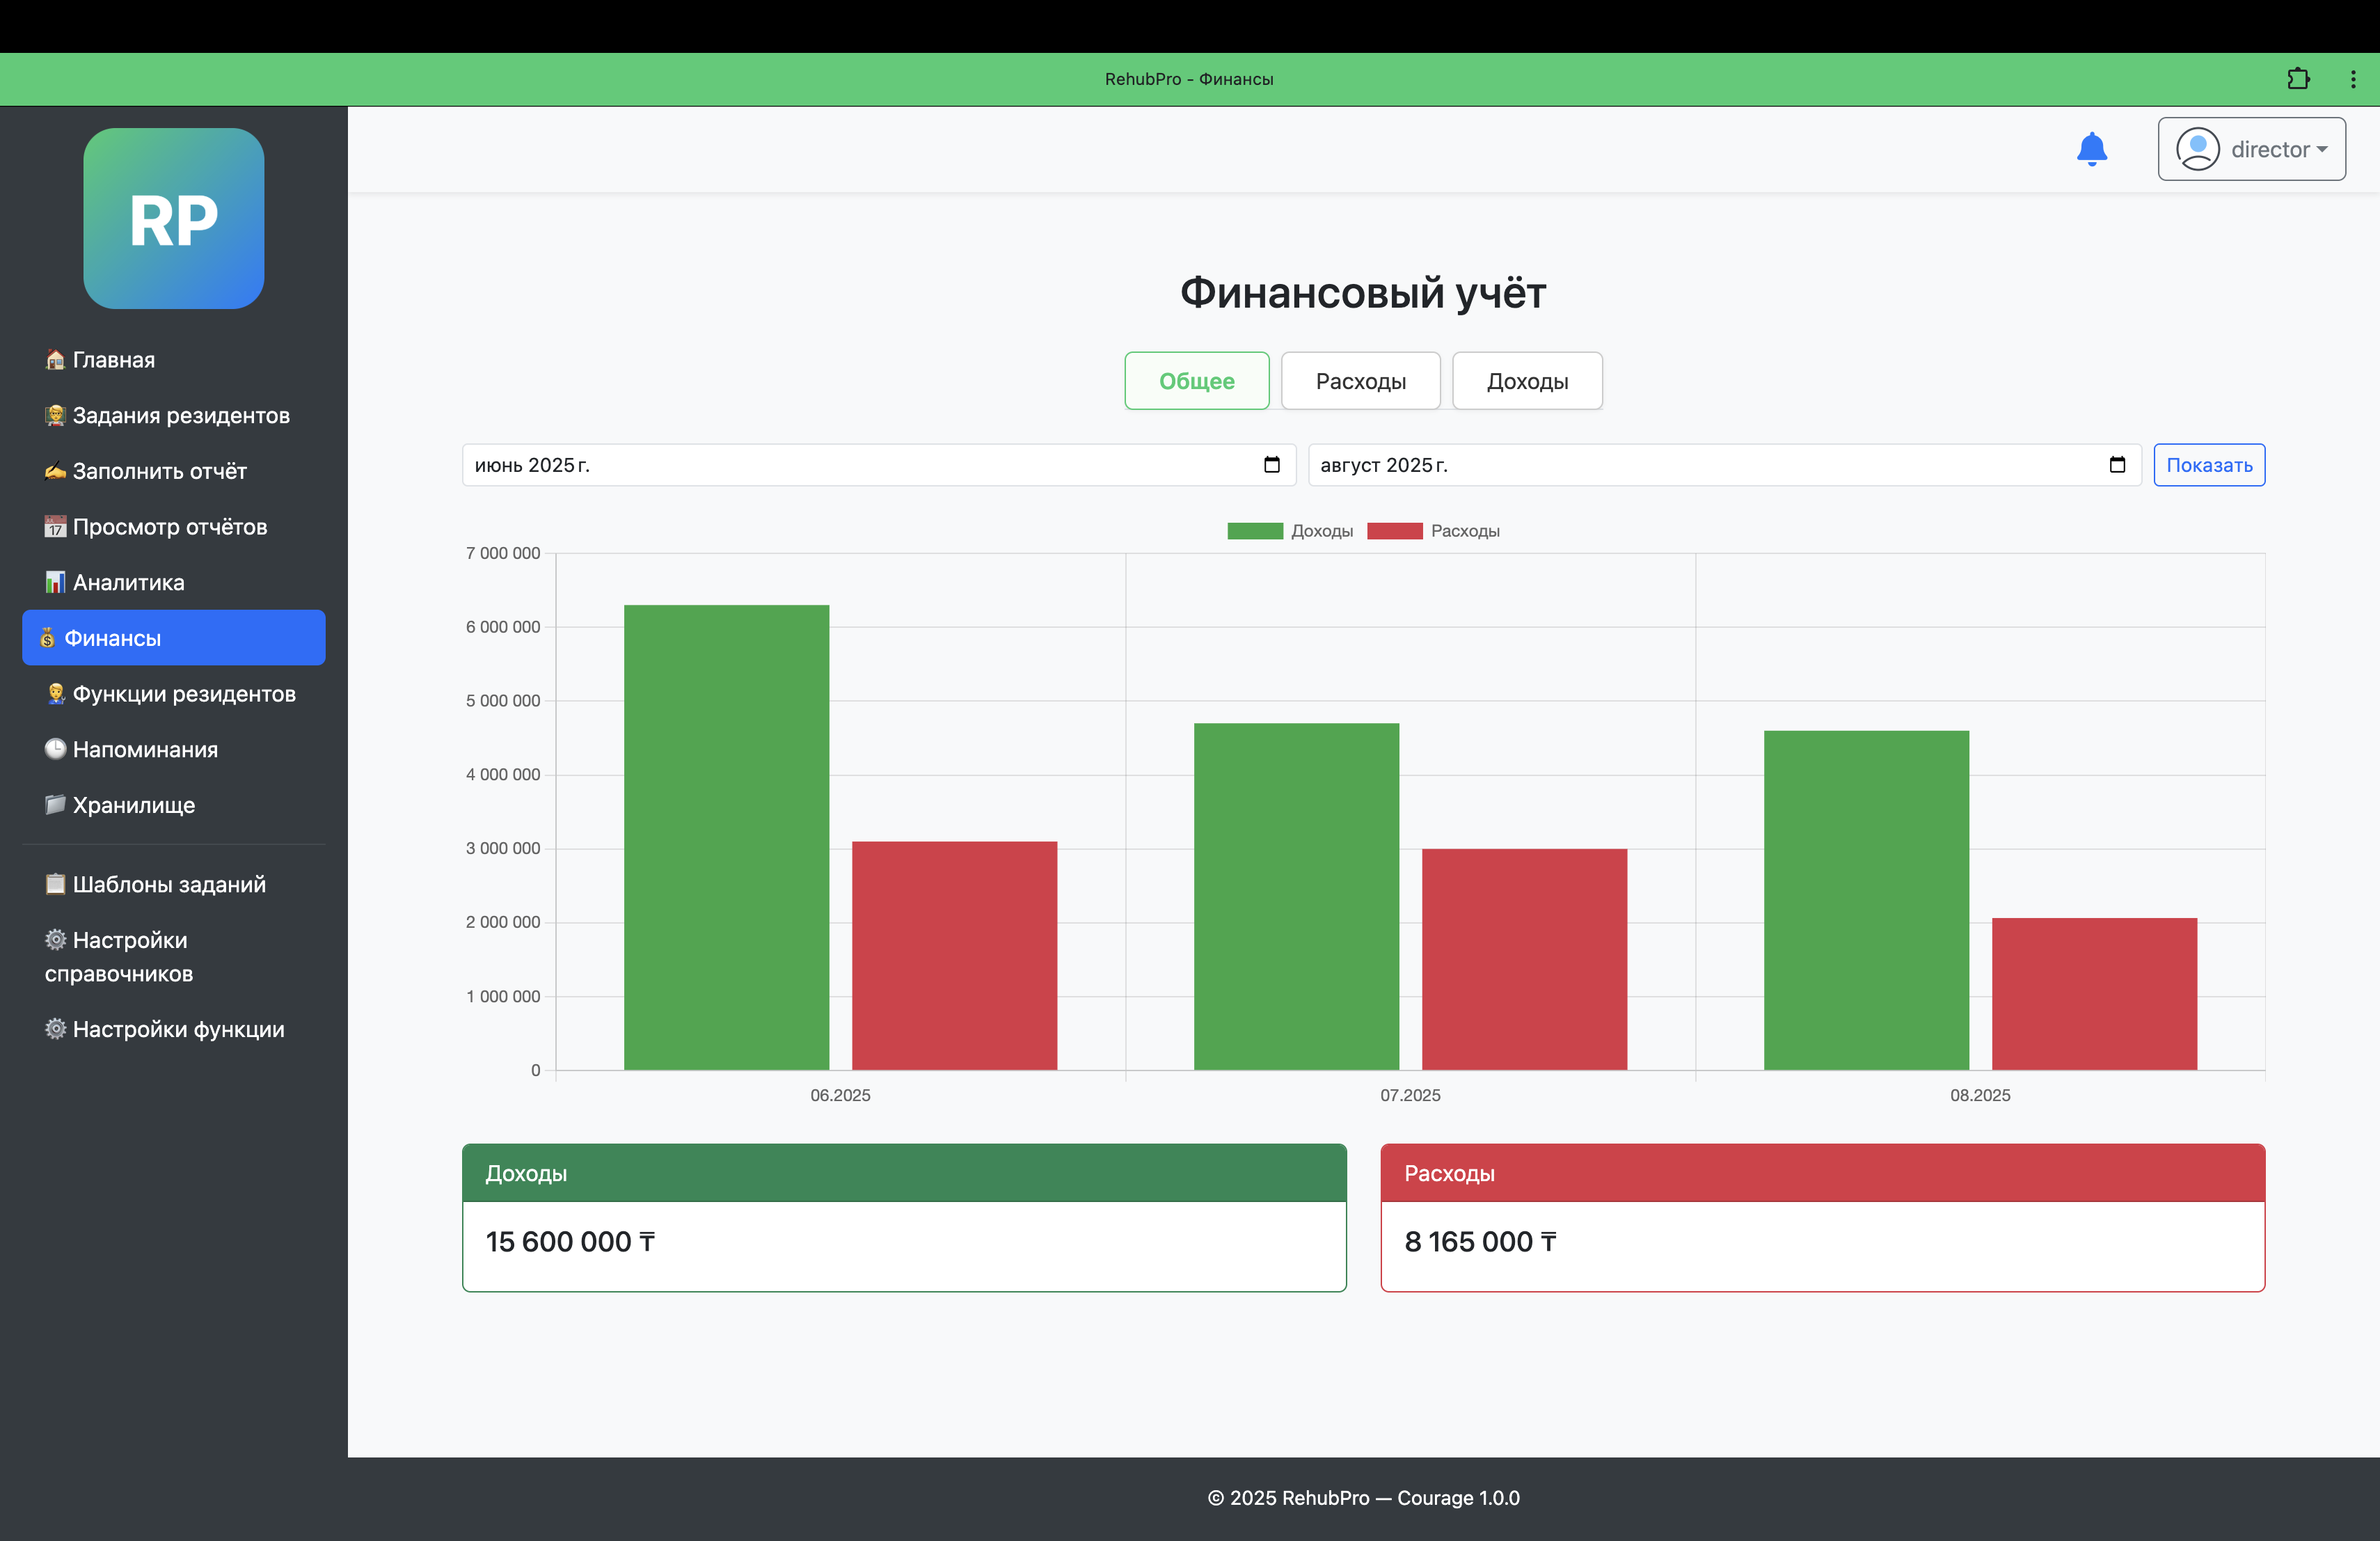 RehubPro - Финансы
RP
director
Главная
Задания резидентов
Заполнить отчёт
17 Просмотр отчётов
Аналитика
Финансы
Функции резидентов
Напоминания
Хранилище
Шаблоны заданий
Настройки
справочников
Настройки функции
Финансовый учёт
Общее Расходы Доходы
июнь 2025 г. август 2025 г. Показать
Доходы Расходы
7 000 000
6 000 000
5 000 000
4 000 000
3 000 000
2 000 000
1 000 000
0
06.2025 07.2025 08.2025
Доходы
15 600 000 ₸
Расходы
8 165 000 ₸
© 2025 RehubPro — Courage 1.0.0